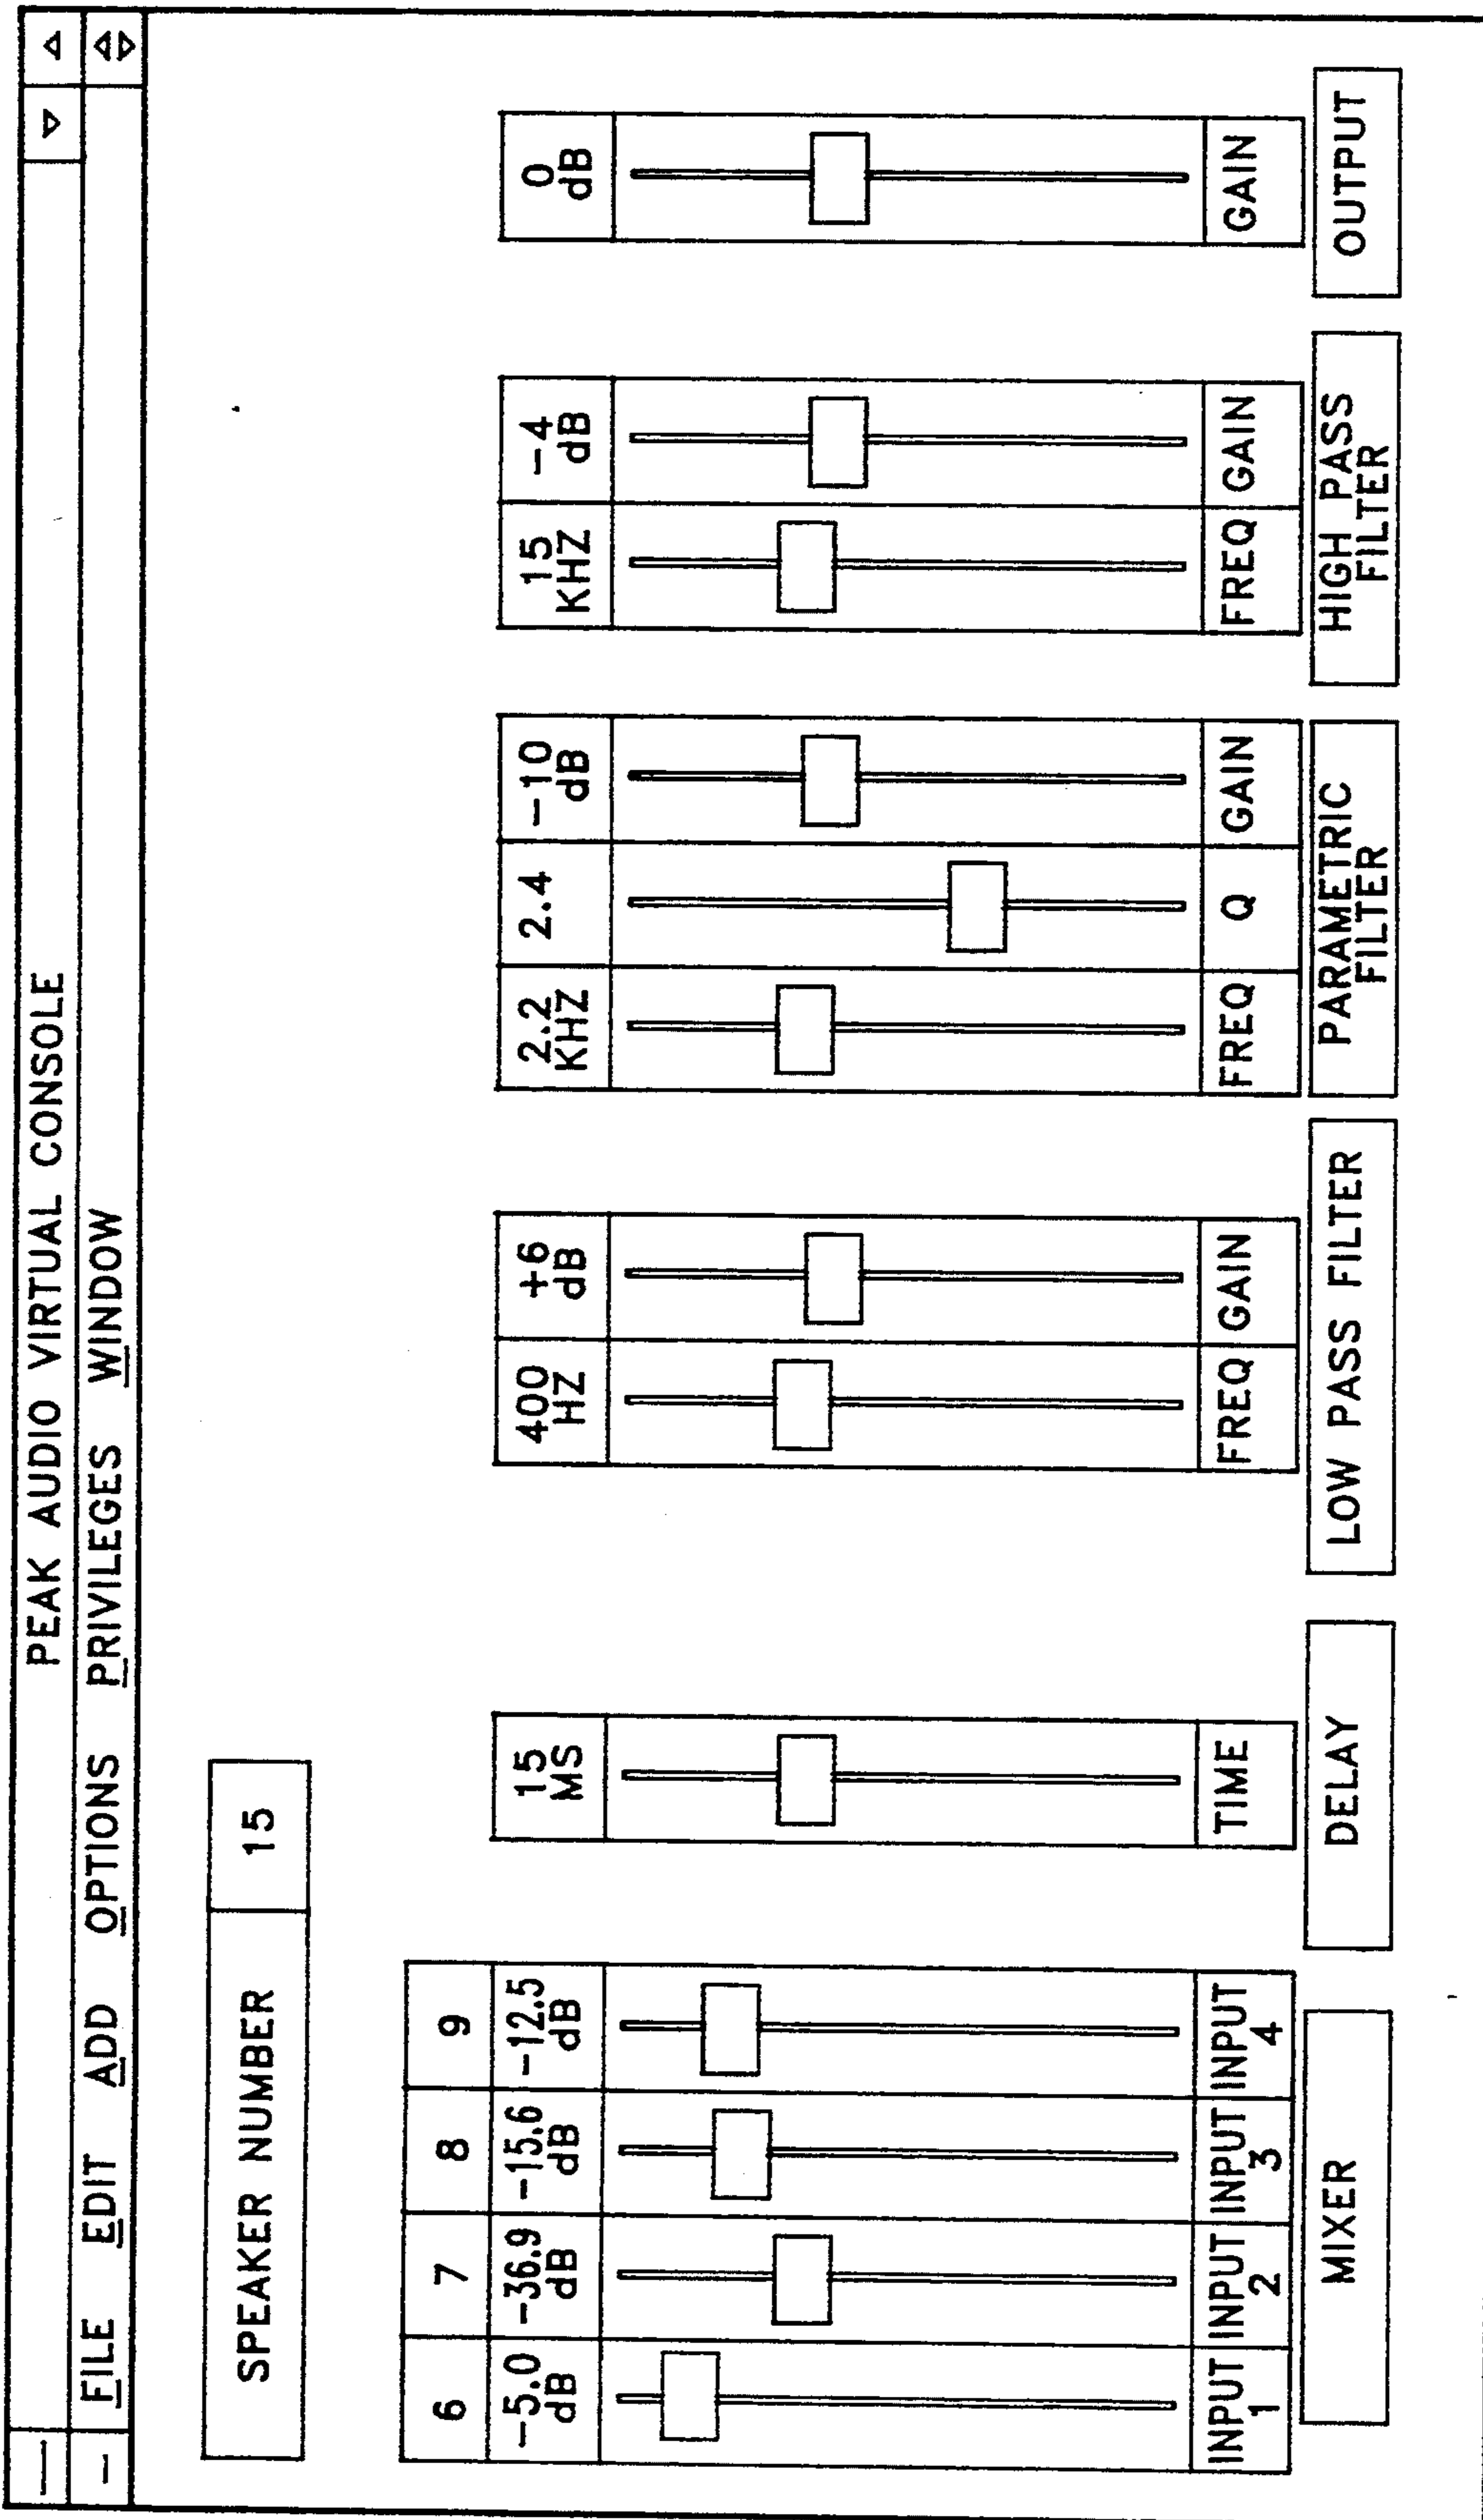 PEAK AUDIO VIRTUAL CONSOLE
FILE EDIT ADD OPTIONS PRIVILEGES WINDOW
SPEAKER NUMBER 15
6 7 8 9
-5.0 dB
-36.9 dB
-15.6 dB
-12.5 dB
INPUT 1
INPUT 2
INPUT 3
INPUT 4
MIXER
15 MS
TIME
DELAY
400 HZ
+6 dB
FREQ GAIN
LOW PASS FILTER
2.2 KHZ
2.4
-10 dB
FREQ Q GAIN
PARAMETRIC
FILTER
15 KHZ
-4 dB
FREQ GAIN
HIGH PASS
FILTER
0 dB
GAIN
OUTPUT